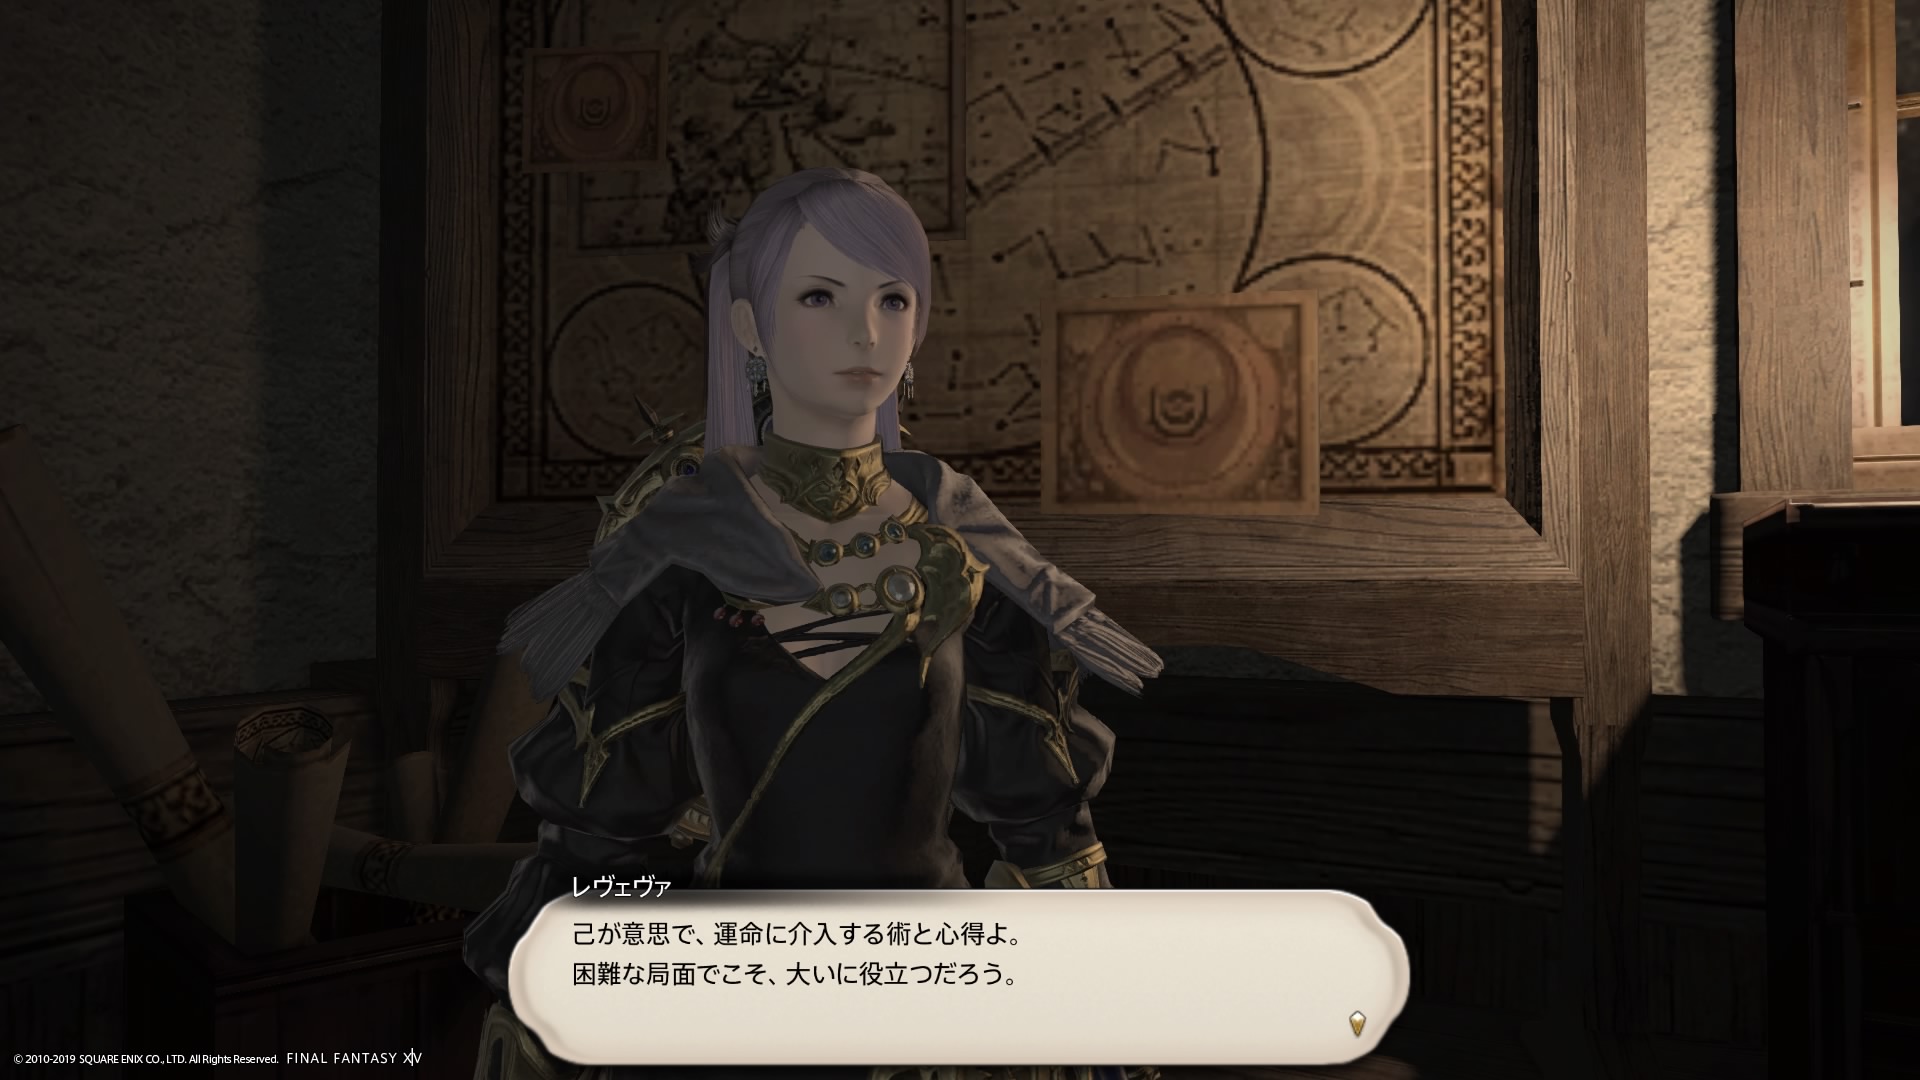 レヴェヴァ
己が意思で、運命に介入する術と心得よ。
困難な局面でこそ、大いに役立つだろう。
© 2010-2019 SQUARE ENIX CO., LTD. All Rights Reserved. FINAL FANTASY XIV